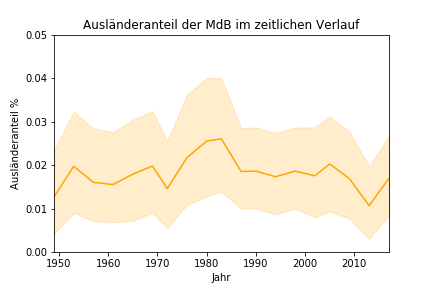 Ausländeranteil der MdB im zeitlichen Verlauf
0.05
0.04
0.03
0.02
0.01
0.00
Ausländeranteil %
1950 1960 1970 1980 1990 2000 2010
Jahr